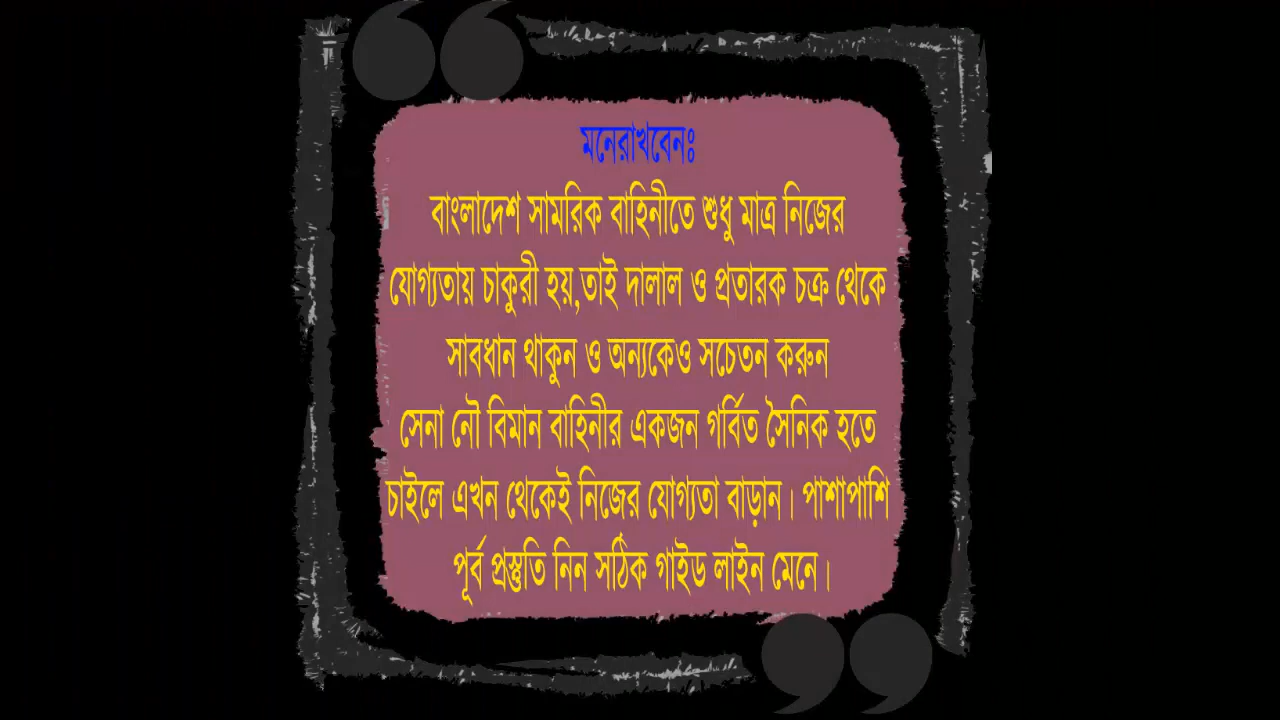 মনেরাখবেনঃ
বাংলাদেশ সামরিক বাহিনীতে শুধু মাত্র নিজের
যোগ্যতায় চাকুরী হয়,তাই দালাল ও প্রতারক চক্র থেকে
সাবধান থাকুন ও অন্যকেও সচেতন করুন
সেনা নৌ বিমান বাহিনীর একজন গর্বিত সৈনিক হতে
চাইলে এখন থেকেই নিজের যোগ্যতা বাড়ান। পাশাপাশি
পূর্ব প্রস্তুতি নিন সঠিক গাইড লাইন মেনে।